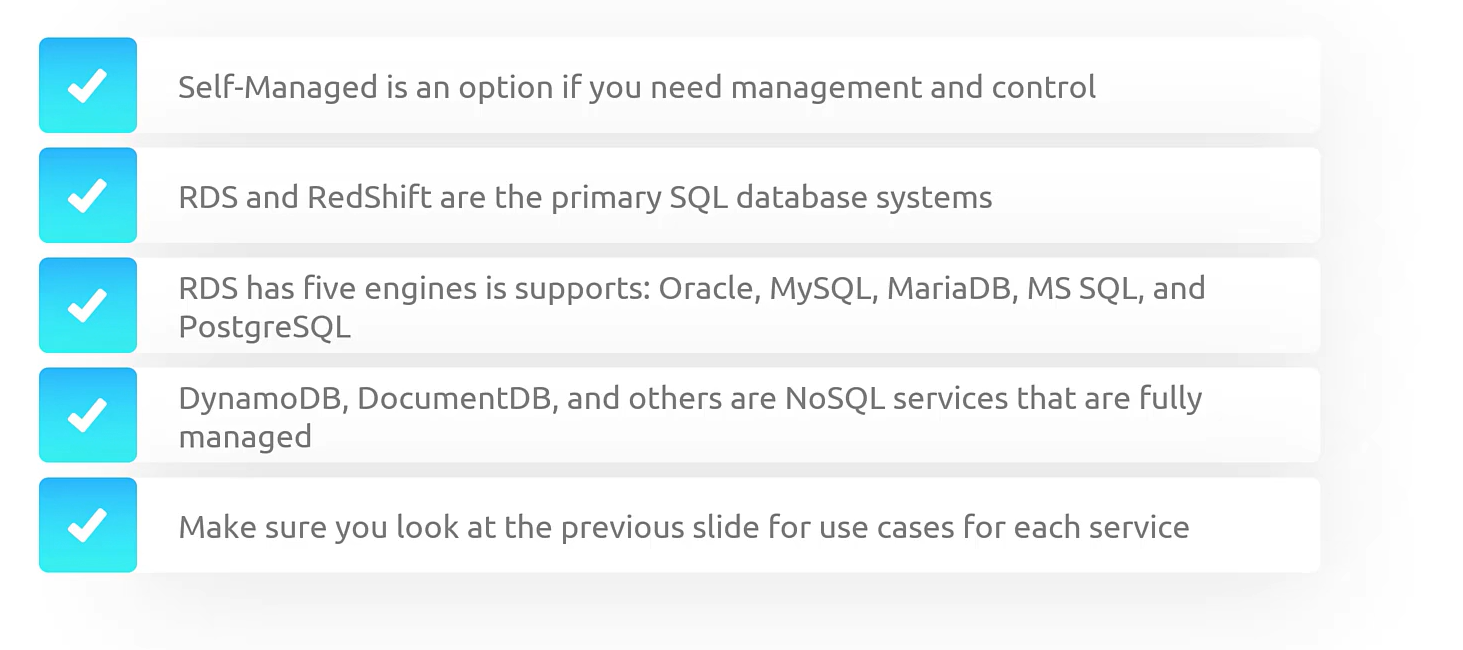 Self-Managed is an option if you need management and control
RDS and RedShift are the primary SQL database systems
RDS has five engines is supports: Oracle, MySQL, MariaDB, MS SQL, and
PostgreSQL
DynamoDB, DocumentDB, and others are NoSQL services that are fully
managed
Make sure you look at the previous slide for use cases for each service